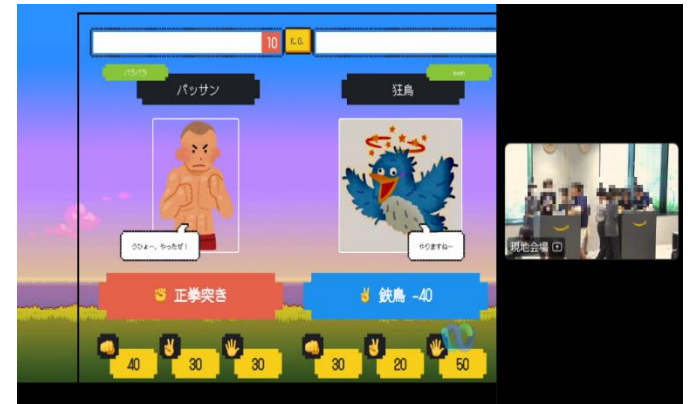 10
K.O.
パラパラ
even
パッサン
狂鳥
うひょー、やったぜ！
やりますねー
正拳突き
鋏鳥 -40
40
30
30
30
20
50
現地会場